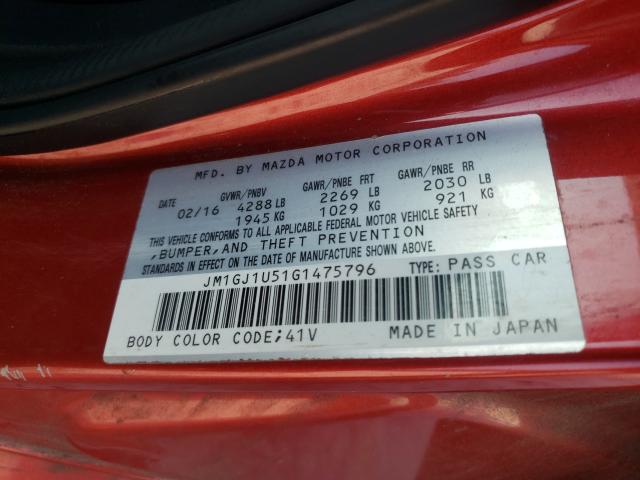 MFD. BY MAZDA MOTOR CORPORATION
DATE GVWR/PNBV GAWR/PNBE FRT GAWR/PNBE RR
02/16 4288 LB 2269 LB 2030 LB
1945 KG 1029 KG 921 KG
THIS VEHICLE CONFORMS TO ALL APPLICABLE FEDERAL MOTOR VEHICLE SAFETY
,BUMPER,AND THEFT PREVENTION
STANDARDS IN EFFECT ON THE DATE OF MANUFACTURE SHOWN ABOVE.
JM1GJ1U51G1475796 TYPE: PASS CAR
BODY COLOR CODE;41V MADE IN JAPAN